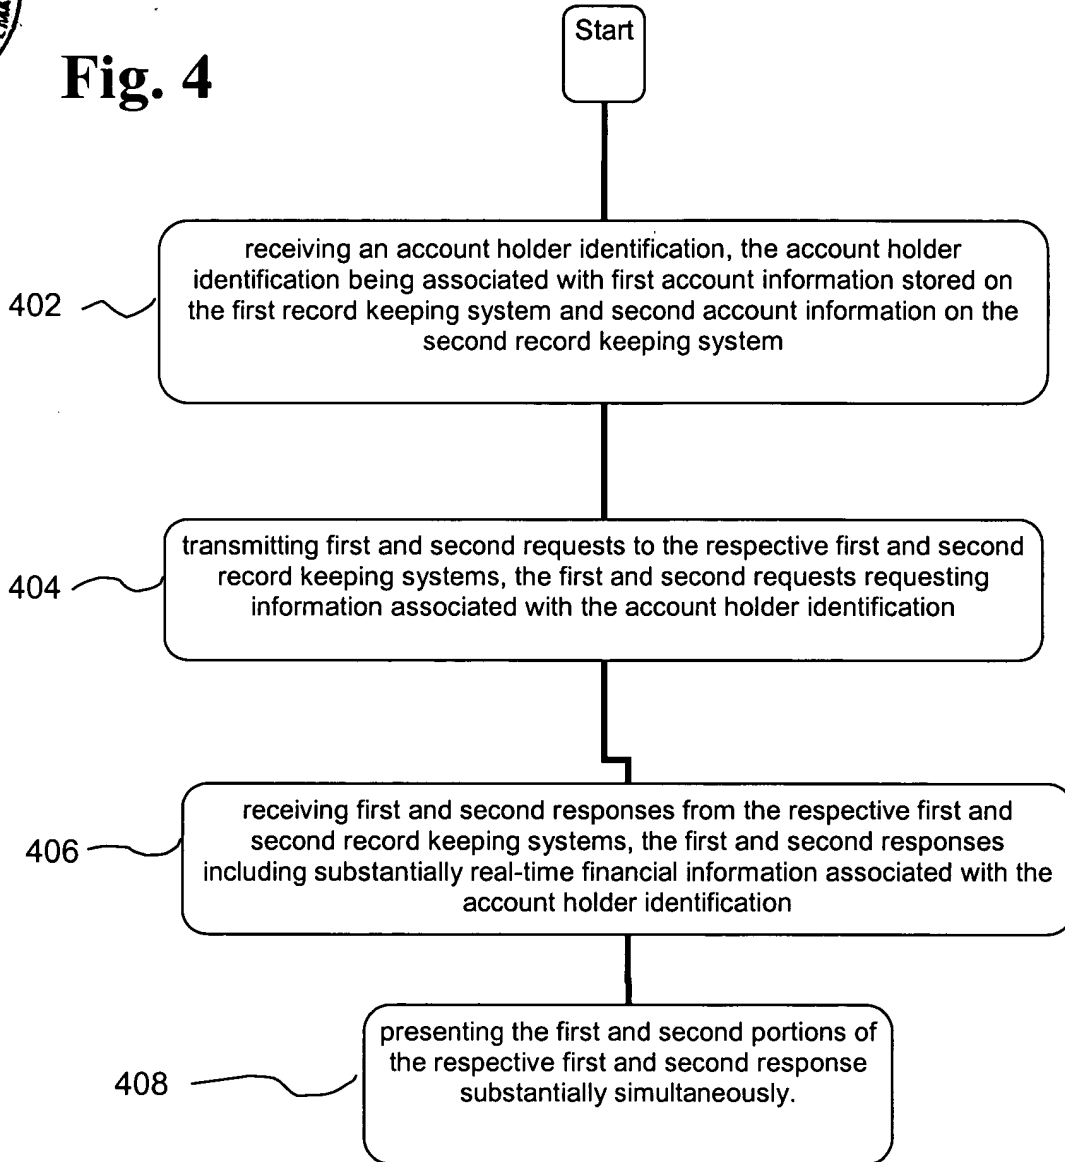 Start
Fig. 4
402
receiving an account holder identification, the account holder
identification being associated with first account information stored on
the first record keeping system and second account information on the
second record keeping system
404
transmitting first and second requests to the respective first and second
record keeping systems, the first and second requests requesting
information associated with the account holder identification
406
receiving first and second responses from the respective first and
second record keeping systems, the first and second responses
including substantially real-time financial information associated with the
account holder identification
408
presenting the first and second portions of
the respective first and second response
substantially simultaneously.